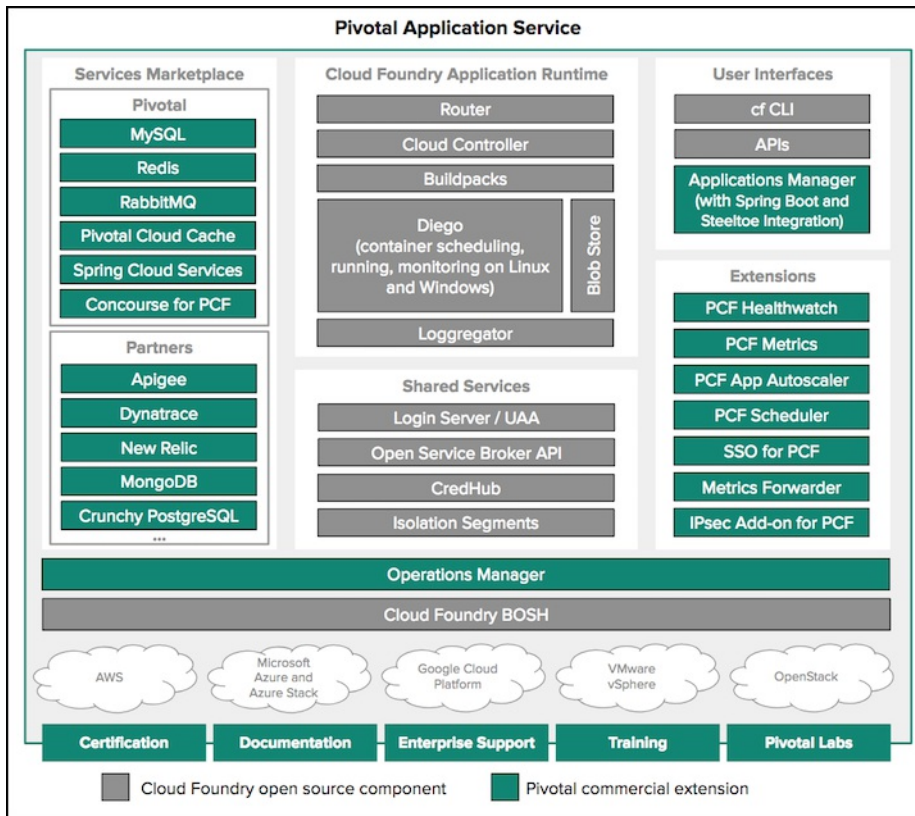 Pivotal Application Service
Services Marketplace
Pivotal
MySQL
Redis
RabbitMQ
Pivotal Cloud Cache
Spring Cloud Services
Concourse for PCF
Partners
Apigee
Dynatrace
New Relic
MongoDB
Crunchy PostgreSQL
...
Cloud Foundry Application Runtime
Router
Cloud Controller
Buildpacks
Diego
(container scheduling,
running, monitoring on Linux
and Windows)
Blob Store
Loggregator
Shared Services
Login Server / UAA
Open Service Broker API
CredHub
Isolation Segments
User Interfaces
cf CLI
APIs
Applications Manager
(with Spring Boot and
Steeltoe Integration)
Extensions
PCF Healthwatch
PCF Metrics
PCF App Autoscaler
PCF Scheduler
SSO for PCF
Metrics Forwarder
IPsec Add-on for PCF
Operations Manager
Cloud Foundry BOSH
AWS
Microsoft
Azure and
Azure Stack
Google Cloud
Platform
VMware
vSphere
OpenStack
Certification
Documentation
Enterprise Support
Training
Pivotal Labs
Cloud Foundry open source component
Pivotal commercial extension